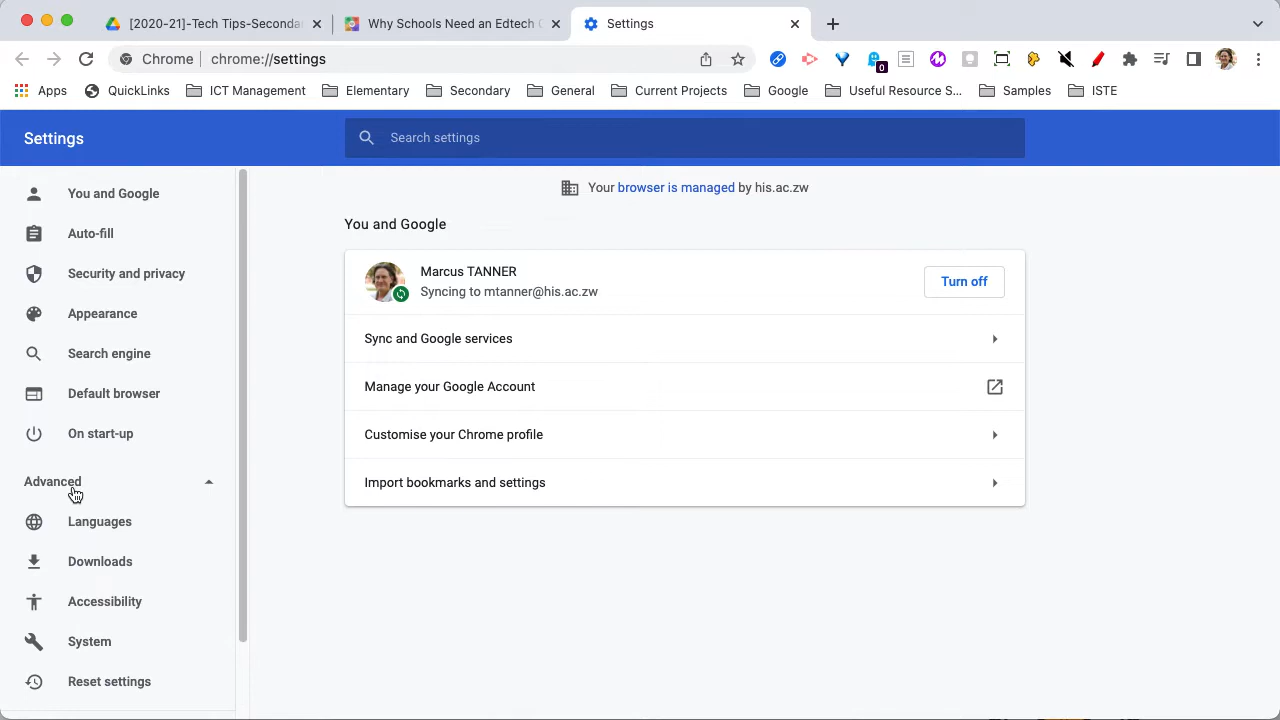 [2020-21]-Tech Tips-Seconda
Why Schools Need an Edtech C
Settings
Chrome
chrome://settings
0
Apps
QuickLinks
ICT Management
Elementary
Secondary
General
Current Projects
Google
Useful Resource S...
Samples
ISTE
Settings
Search settings
Your browser is managed by his.ac.zw
You and Google
Auto-fill
Security and privacy
Appearance
Search engine
Default browser
On start-up
Advanced
Languages
Downloads
Accessibility
System
Reset settings
You and Google
Marcus TANNER
Syncing to mtanner@his.ac.zw
Turn off
Sync and Google services
Manage your Google Account
Customise your Chrome profile
Import bookmarks and settings